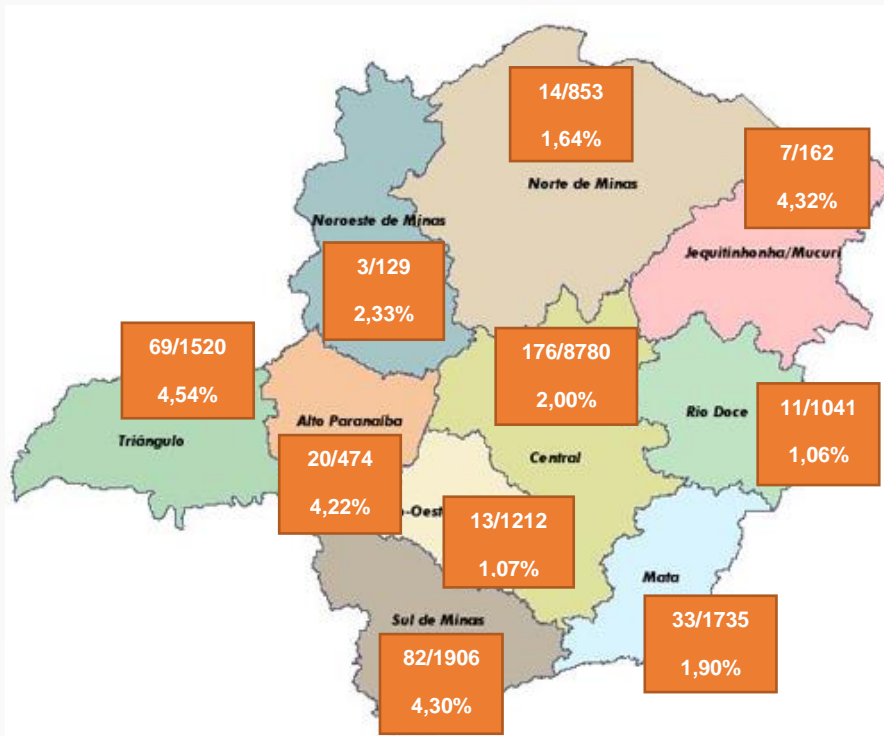 14/853
1,64%
Norte de Minas
7/162
4,32%
Jequitinhonha/Mucuri
Noroeste de Minas
3/129
2,33%
69/1520
4,54%
Triângulo
Alto Paranaíba
20/474
4,22%
176/8780
2,00%
Central
Rio Doce
11/1041
1,06%
-Oest
13/1212
1,07%
Mata
33/1735
1,90%
Sul de Minas
82/1906
4,30%